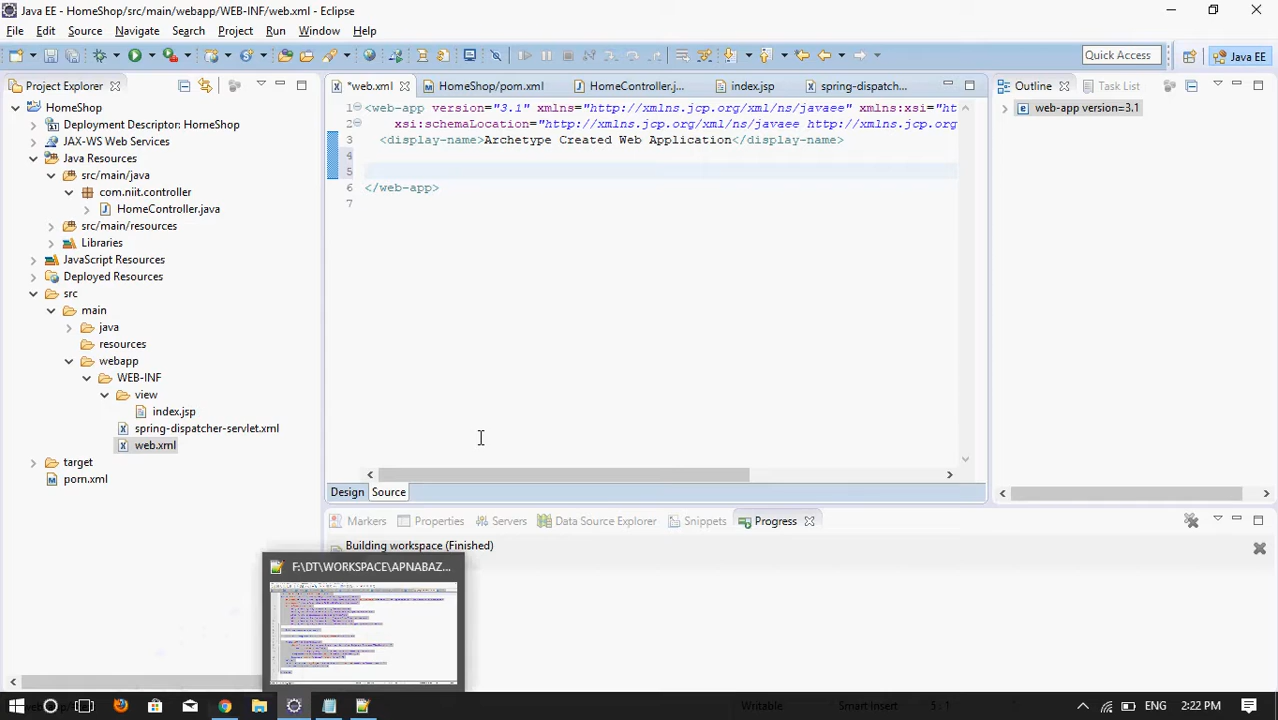 Java EE - HomeShop/src/main/webapp/WEB-INF/web.xml - Eclipse
File Edit Source Navigate Search Project Run Window Help
Quick Access
Java EE
Project Explorer
*web.xml HomeShop/pom.xml HomeController.j... index.jsp spring-dispatch...
Outline Task List
HomeShop
Deployment Descriptor: HomeShop
JAX-WS Web Services
Java Resources
src/main/java
com.niit.controller
HomeController.java
src/main/resources
Libraries
JavaScript Resources
Deployed Resources
src
main
java
resources
webapp
WEB-INF
view
index.jsp
spring-dispatcher-servlet.xml
web.xml
target
pom.xml
1 <web-app version="3.1" xmlns="http://xmlns.jcp.org/xml/ns/javaee" xmlns:xsi="ht
2 xsi:schemaLocation="http://xmlns.jcp.org/xml/ns/javaee http://xmlns.jcp.org
3 <display-name>Archetype Created Web Application</display-name>
4
5
6 </web-app>
7
web-app version=3.1
Design Source
Markers Properties Servers Data Source Explorer Snippets Progress
Building workspace (Finished)
F:\DT\WORKSPACE\APNABAZ...
Writable Smart Insert 5 : 1
ENG 2:22 PM